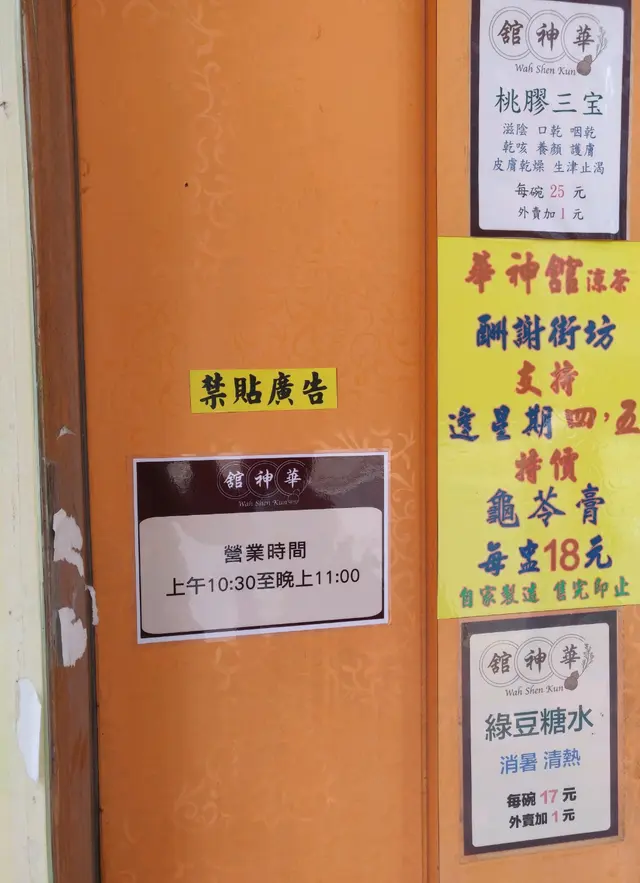 禁貼廣告
館神華
Wah Shen Kun
營業時間
上午10:30至晚上11:00
館神華
Wah Shen Kun
桃膠三宝
滋陰 口乾 咽乾
乾咳 養顏 護膚
皮膚乾燥 生津止渴
每碗 25 元
外賣加 1 元
華神舘涼茶
酬謝街坊
支持
逢星期四,五
特價
龜苓膏
每盅18元
自家製造 售完即止
館神華
Wah Shen Kun
綠豆糖水
消暑 清熱
每碗 17 元
外賣加 1 元